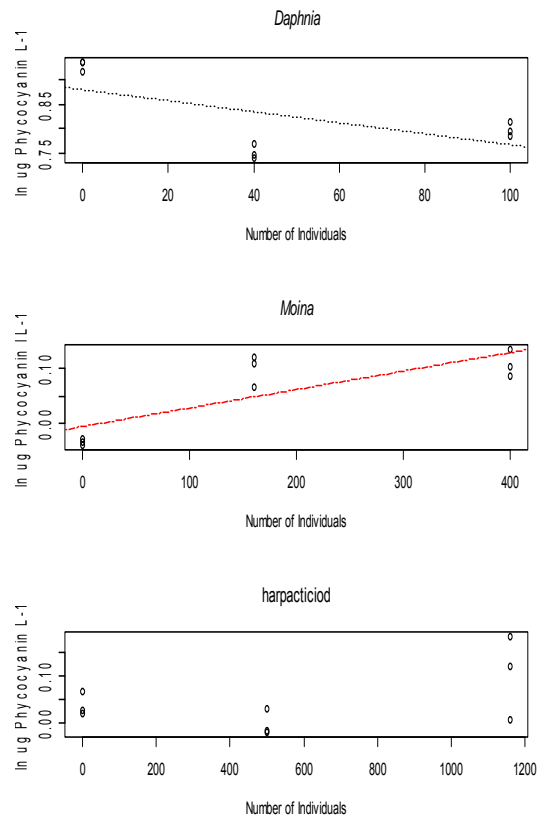 Daphnia
ln ug Phycocyanin L-1
0.75 0.85
0 20 40 60 80 100
Number of Individuals
Moina
ln ug Phycocyanin lL-1
0.00 0.10
0 100 200 300 400
Number of Individuals
harpacticiod
ln ug Phycocyanin L-1
0.00 0.10
0 200 400 600 800 1000 1200
Number of Individuals